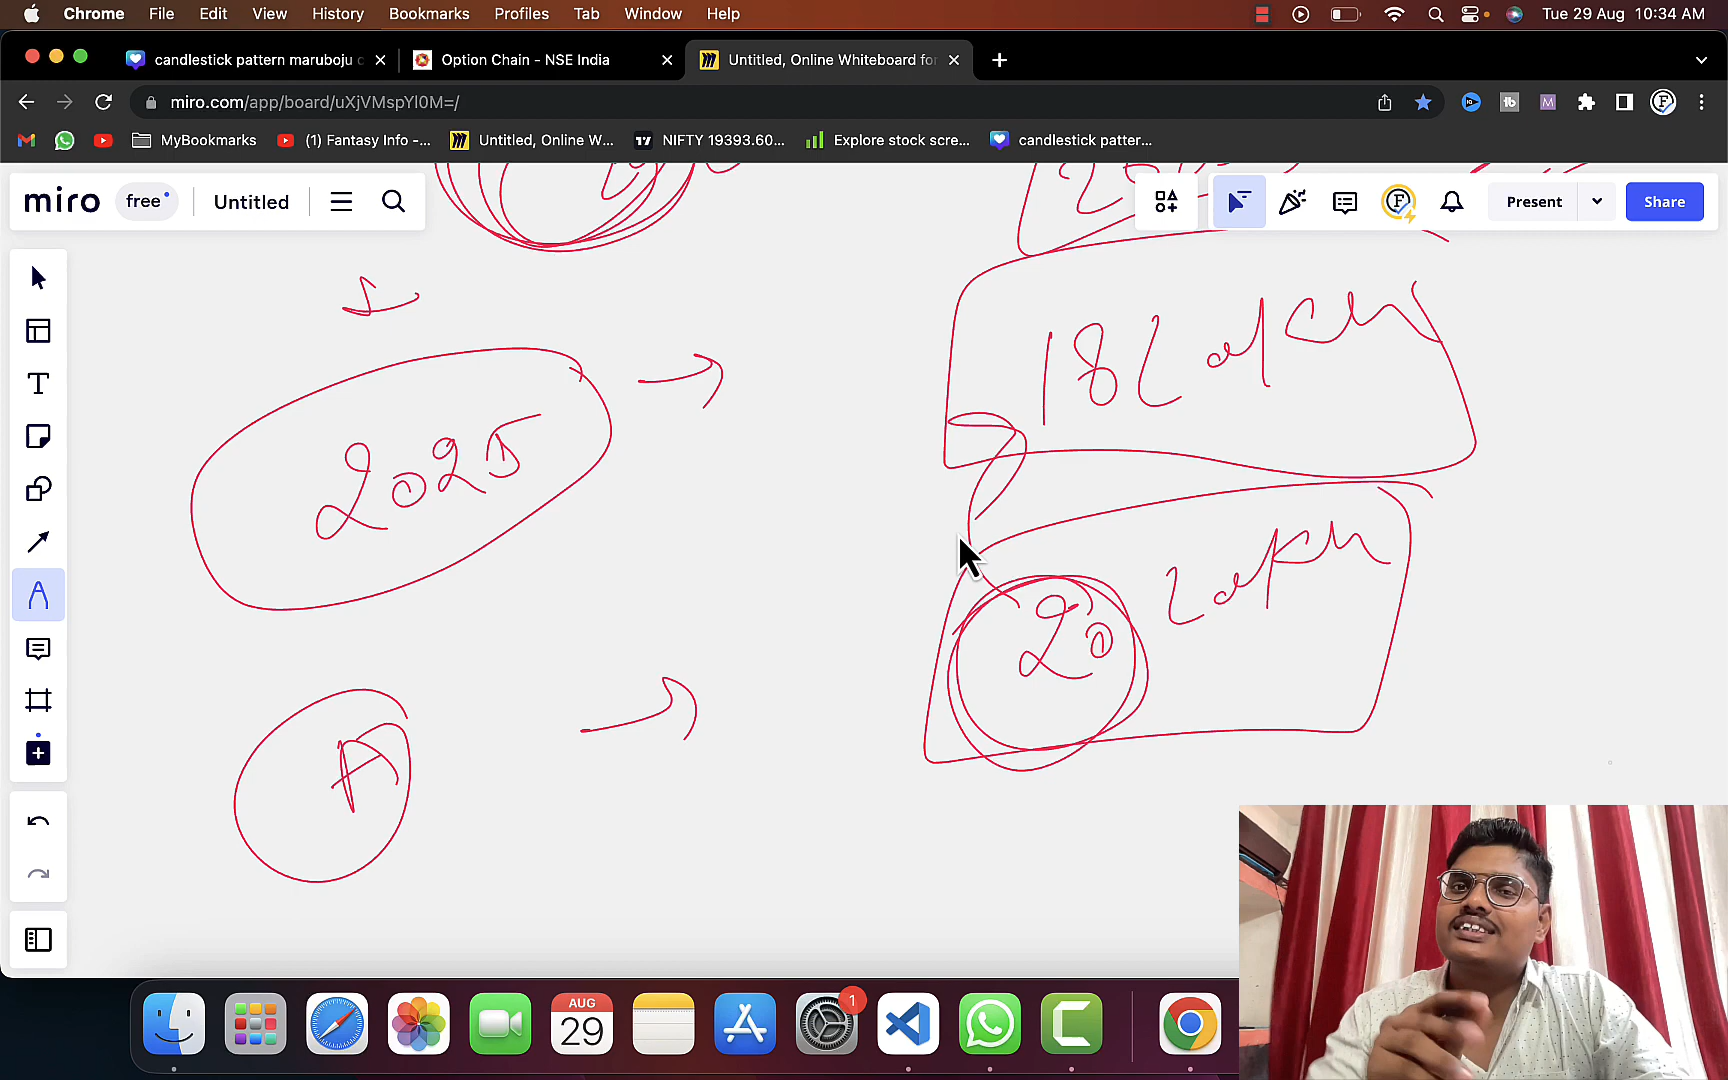 Chrome File Edit View History Bookmarks Profiles Tab Window Help Tue 29 Aug 10:34 AM
candlestick pattern maruboju c Option Chain - NSE India Untitled, Online Whiteboard for
miro.com/app/board/uXjVMspYl0M=/
MyBookmarks (1) Fantasy Info -... Untitled, Online W... NIFTY 19393.60... Explore stock scre... candlestick patter...
miro free Untitled Present Share
18 Lakh
2025
20 Lakh
A
AUG
29
1